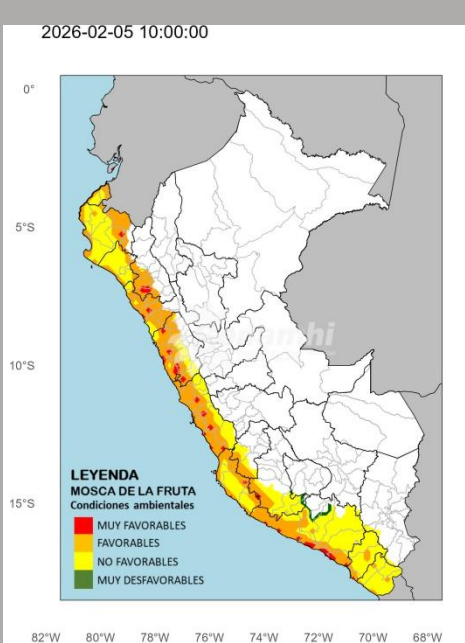 2026-02-05 10:00:00
0°
5°S
10°S
15°S
LEYENDA
MOSCA DE LA FRUTA
Condiciones ambientales
MUY FAVORABLES
FAVORABLES
NO FAVORABLES
MUY DESFAVORABLES
82°W 80°W 78°W 76°W 74°W 72°W 70°W 68°W